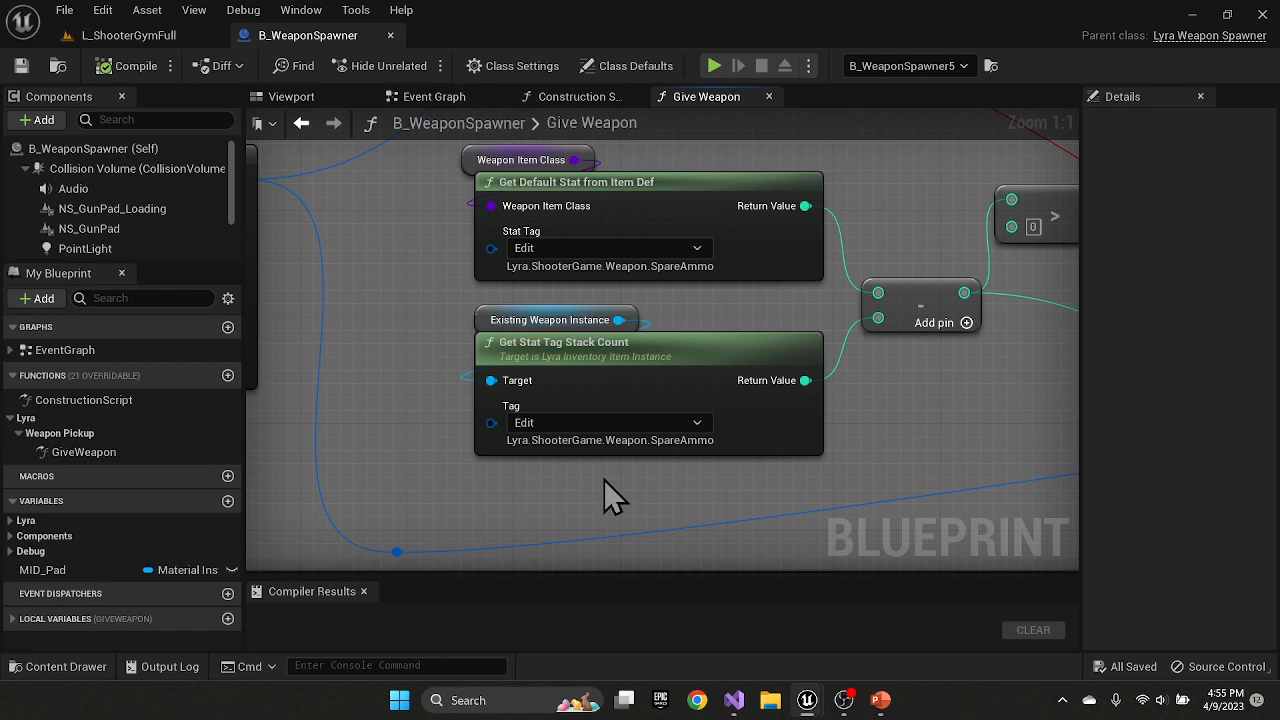 File Edit Asset View Debug Window Tools Help
L_ShooterGymFull
B_WeaponSpawner
Parent class: Lyra Weapon Spawner
Compile Diff Find Hide Unrelated Class Settings Class Defaults B_WeaponSpawner5
Components Viewport Event Graph Construction S... Give Weapon Details
Add Search
B_WeaponSpawner > Give Weapon
Zoom 1:1
B_WeaponSpawner (Self)
Collision Volume (CollisionVolume
Audio
NS_GunPad_Loading
NS_GunPad
PointLight
My Blueprint
Add Search
GRAPHS
EventGraph
FUNCTIONS (21 OVERRIDABLE)
ConstructionScript
Lyra
Weapon Pickup
GiveWeapon
MACROS
VARIABLES
Lyra
Components
Debug
MID_Pad Material Ins
EVENT DISPATCHERS
LOCAL VARIABLES (GIVEWEAPON)
Weapon Item Class
Get Default Stat from Item Def
Weapon Item Class Return Value
Stat Tag
Edit
Lyra.ShooterGame.Weapon.SpareAmmo
Existing Weapon Instance
Get Stat Tag Stack Count
Target is Lyra Inventory Item Instance
Target Return Value
Tag
Edit
Lyra.ShooterGame.Weapon.SpareAmmo
-
Add pin
0 >
BLUEPRINT
Compiler Results
CLEAR
Content Drawer Output Log Cmd Enter Console Command All Saved Source Control
Search
EPIC GAMES
4:55 PM
4/9/2023
12